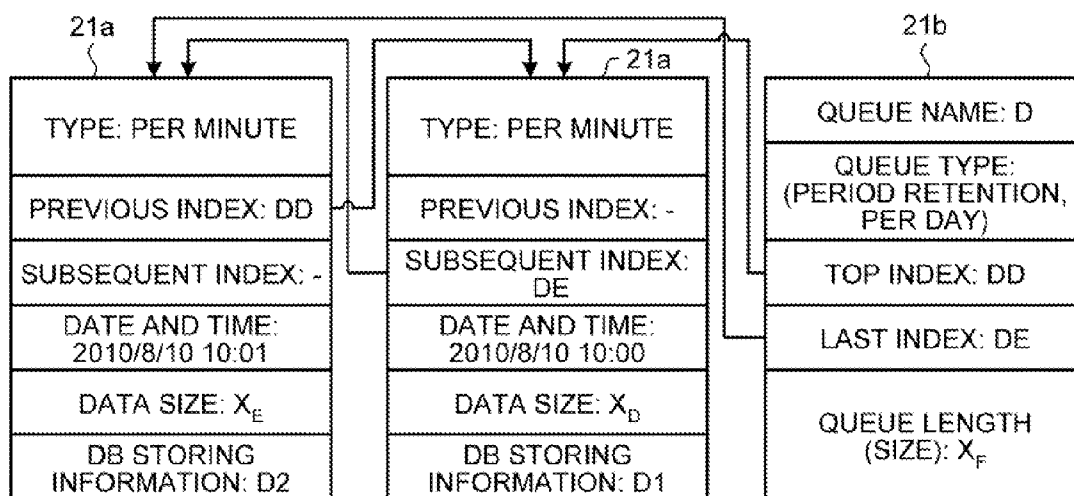 21a
TYPE: PER MINUTE
PREVIOUS INDEX: DD
SUBSEQUENT INDEX: -
DATE AND TIME:
2010/8/10 10:01
DATA SIZE: X_E
DB STORING
INFORMATION: D2
21a
TYPE: PER MINUTE
PREVIOUS INDEX: -
SUBSEQUENT INDEX:
DE
DATE AND TIME:
2010/8/10 10:00
DATA SIZE: X_D
DB STORING
INFORMATION: D1
21b
QUEUE NAME: D
QUEUE TYPE:
(PERIOD RETENTION,
PER DAY)
TOP INDEX: DD
LAST INDEX: DE
QUEUE LENGTH
(SIZE): X_F